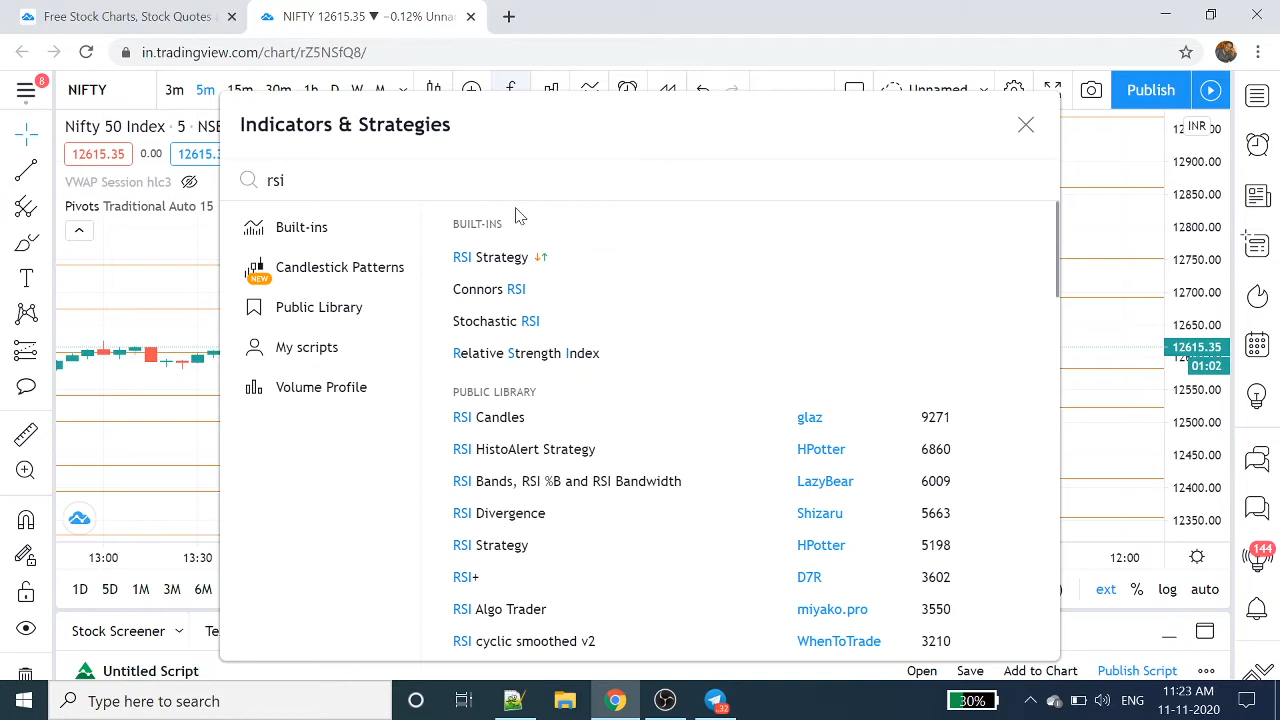 Free Stock Charts, Stock Quotes a
NIFTY 12615.35 ▼ −0.12% Unna
in.tradingview.com/chart/rZ5NSfQ8/
8
NIFTY
3m 5m 15m 30m 1h D W M
Unnamed
Publish
Nifty 50 Index · 5 · NSE
12615.35 0.00 12615.3
VWAP Session hlc3
Pivots Traditional Auto 15
Indicators & Strategies
rsi
Built-ins
Candlestick Patterns
NEW
Public Library
My scripts
Volume Profile
BUILT-INS
RSI Strategy
Connors RSI
Stochastic RSI
Relative Strength Index
PUBLIC LIBRARY
RSI Candles glaz 9271
RSI HistoAlert Strategy HPotter 6860
RSI Bands, RSI %B and RSI Bandwidth LazyBear 6009
RSI Divergence Shizaru 5663
RSI Strategy HPotter 5198
RSI+ D7R 3602
RSI Algo Trader miyako.pro 3550
RSI cyclic smoothed v2 WhenToTrade 3210
INR
12900.00
12850.00
12750.00
12700.00
12650.00
12615.35
01:02
12550.00
12500.00
12450.00
12400.00
12350.00
13:00 13:30 12:00
1D 5D 1M 3M 6M
ext % log auto
144
Stock Screener
Te
Untitled Script
Open Save Add to Chart Publish Script
Type here to search
32
30%
ENG
11:23 AM
11-11-2020